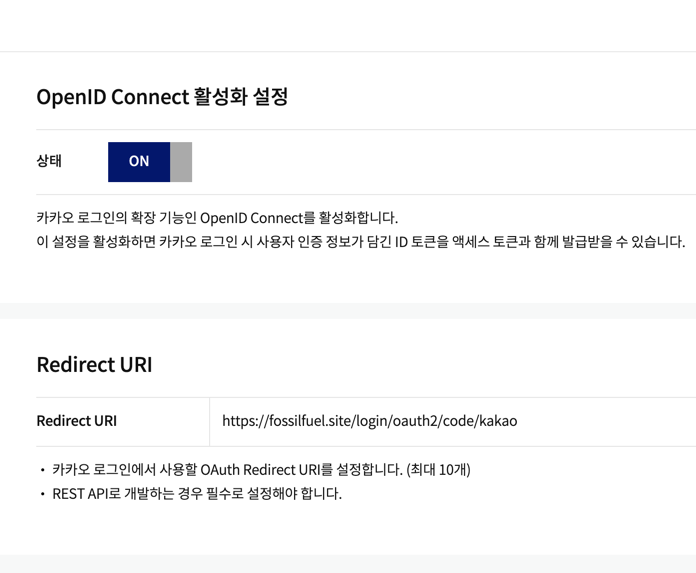 OpenID Connect 활성화 설정
상태
ON
카카오 로그인의 확장 기능인 OpenID Connect를 활성화합니다.
이 설정을 활성화하면 카카오 로그인 시 사용자 인증 정보가 담긴 ID 토큰을 액세스 토큰과 함께 발급받을 수 있습니다.
Redirect URI
Redirect URI https://fossilfuel.site/login/oauth2/code/kakao
• 카카오 로그인에서 사용할 OAuth Redirect URI를 설정합니다. (최대 10개)
• REST API로 개발하는 경우 필수로 설정해야 합니다.